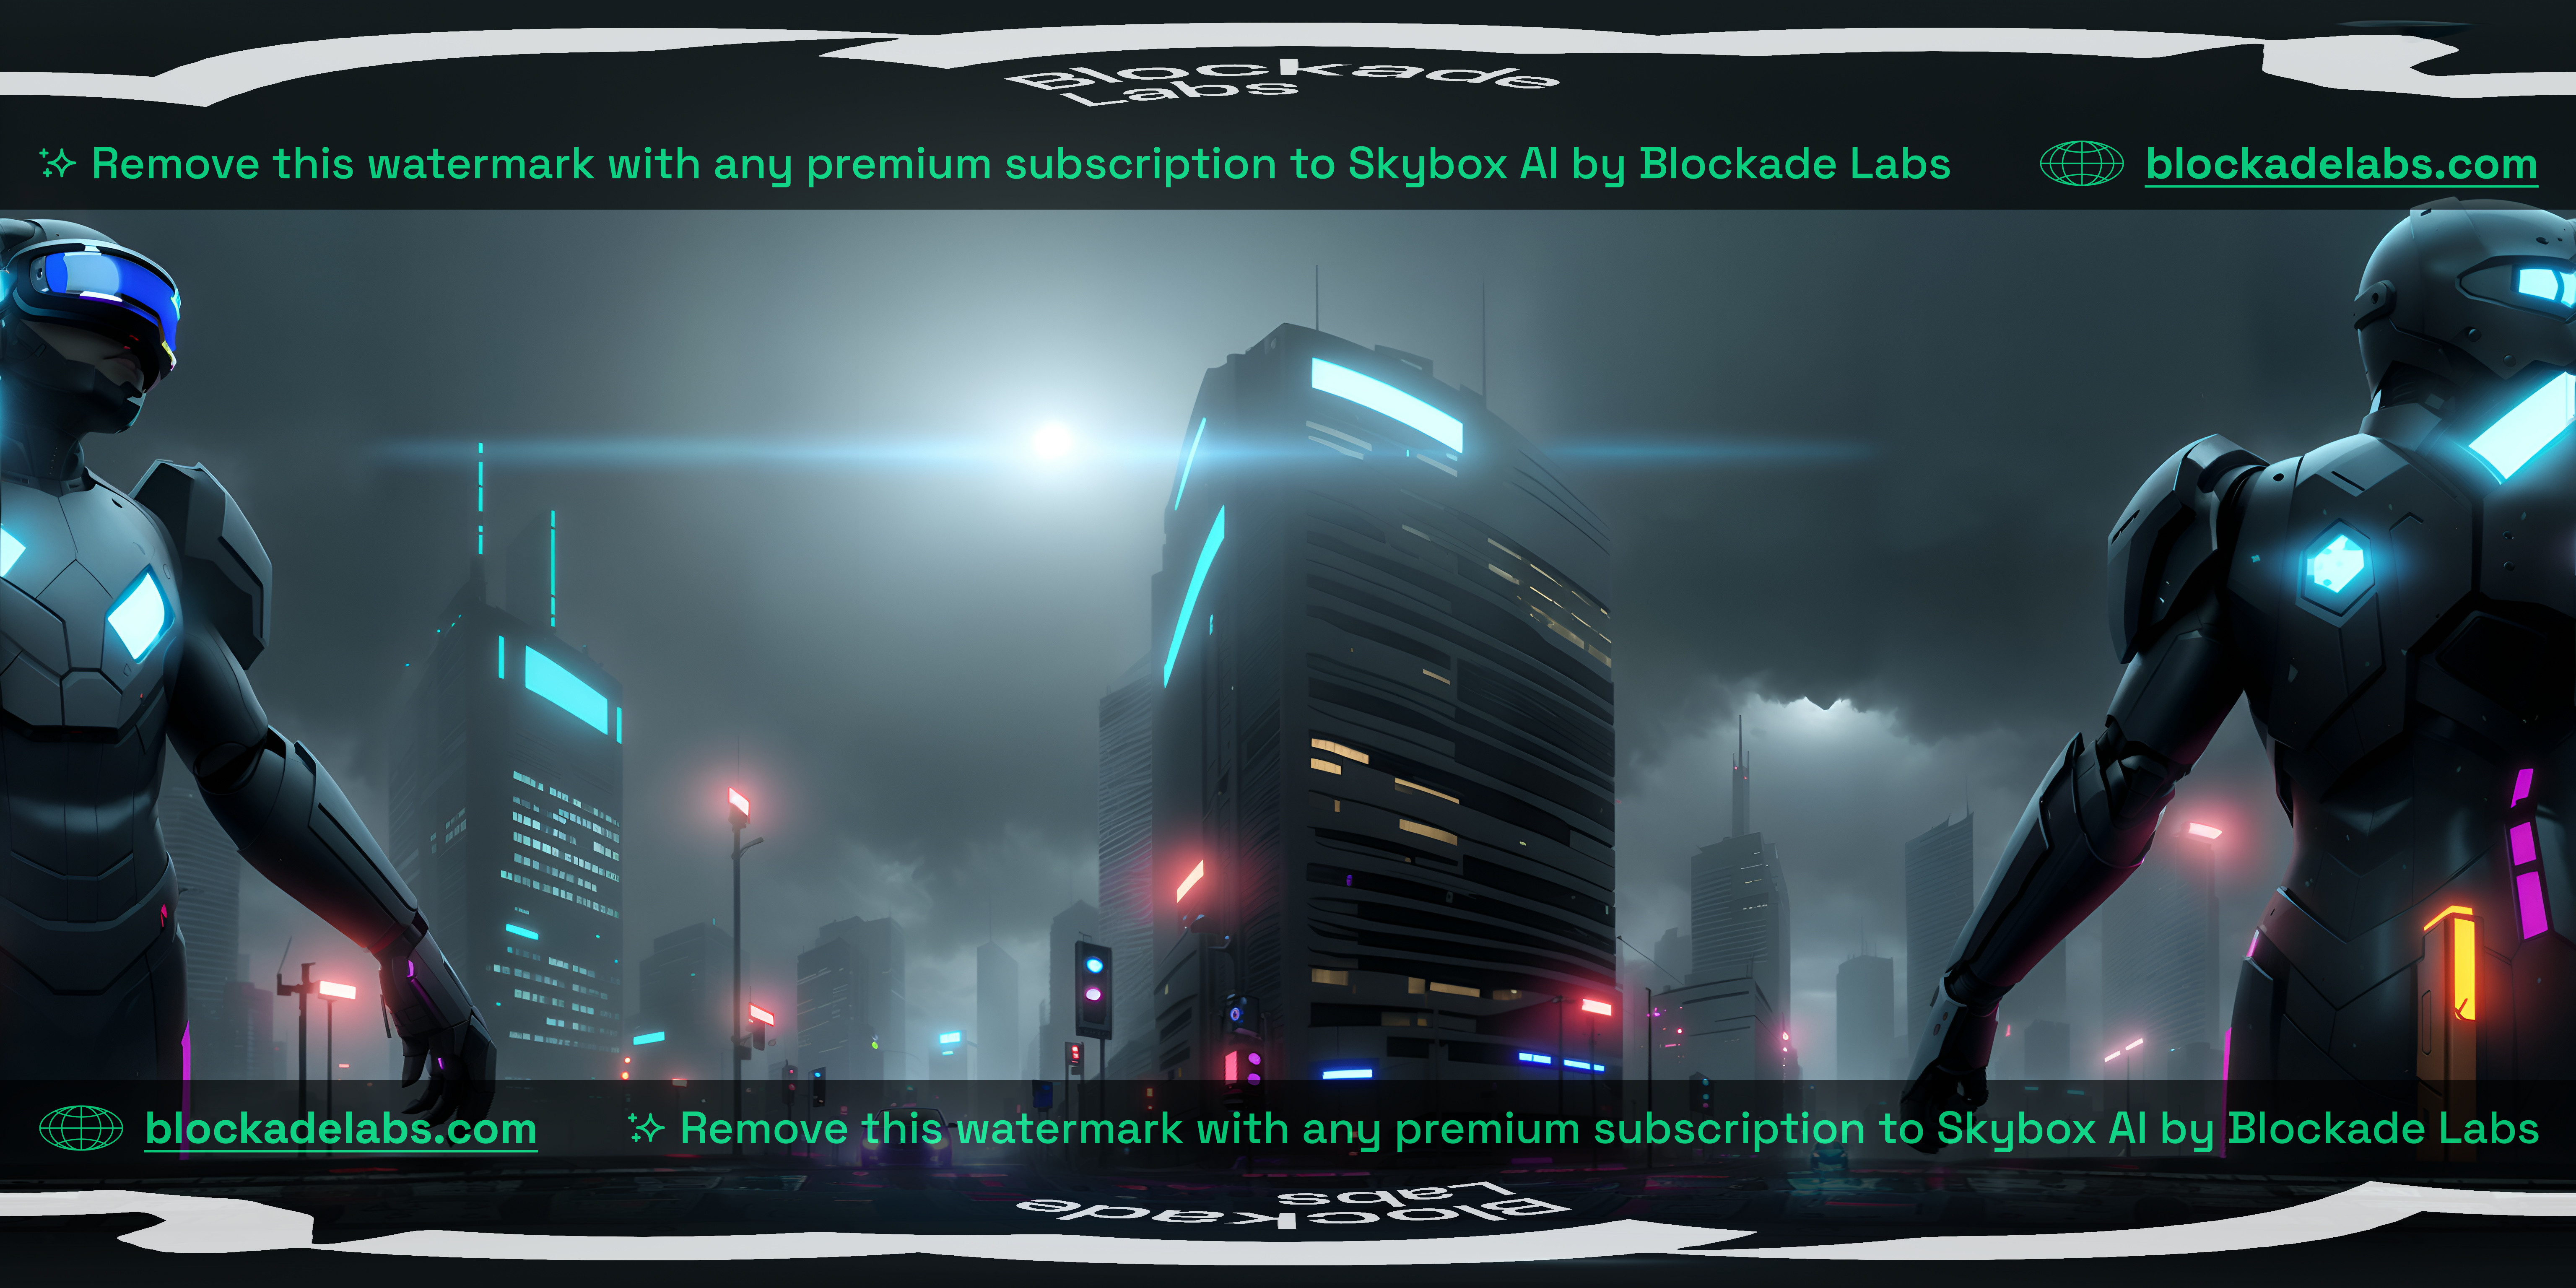 Blockade
Labs
Remove this watermark with any premium subscription to Skybox AI by Blockade Labs
blockadelabs.com
blockadelabs.com
Remove this watermark with any premium subscription to Skybox AI by Blockade Labs
Labs
Blockade